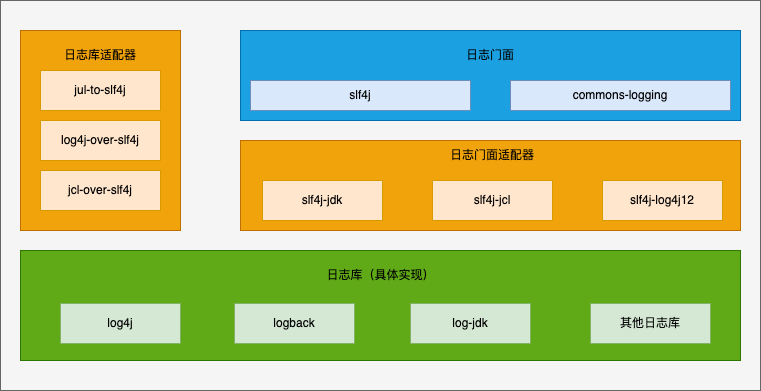 日志库适配器
jul-to-slf4j
log4j-over-slf4j
jcl-over-slf4j
日志门面
slf4j
commons-logging
日志门面适配器
slf4j-jdk
slf4j-jcl
slf4j-log4j12
日志库（具体实现）
log4j
logback
log-jdk
其他日志库